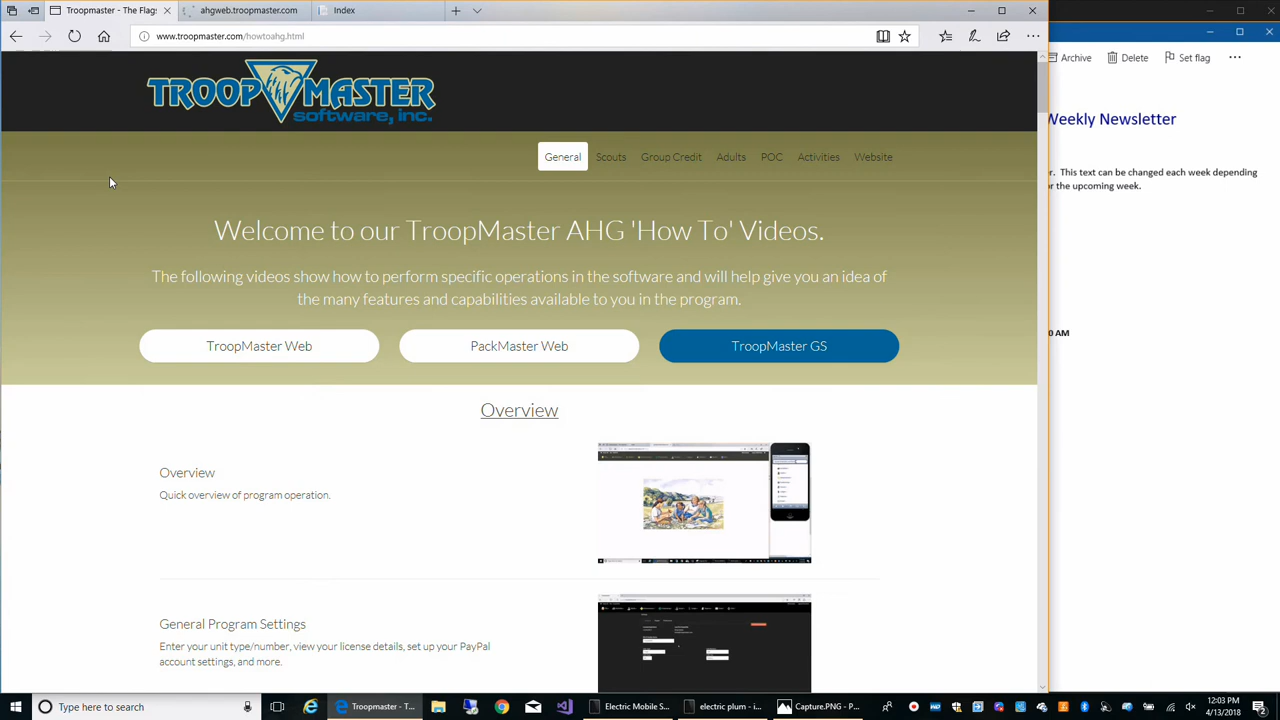 Troopmaster - The Flags
ahgweb.troopmaster.com
Index
www.troopmaster.com/howtoahg.html
Archive
Delete
Set flag
TROOPMASTER
software, inc.
General
Scouts
Group Credit
Adults
POC
Activities
Website
Weekly Newsletter
r. This text can be changed each week depending
or the upcoming week.
Welcome to our TroopMaster AHG 'How To' Videos.
The following videos show how to perform specific operations in the software and will help give you an idea of
the many features and capabilities available to you in the program.
0 AM
TroopMaster Web
PackMaster Web
TroopMaster GS
Overview
Overview
Quick overview of program operation.
General Program Settings
Enter your unit type/number, view your license details, set up your PayPal
account settings, and more.
Type here to search
Troopmaster - T...
Electric Mobile S...
electric plum - i...
Capture.PNG - P...
12:03 PM
4/13/2018
2